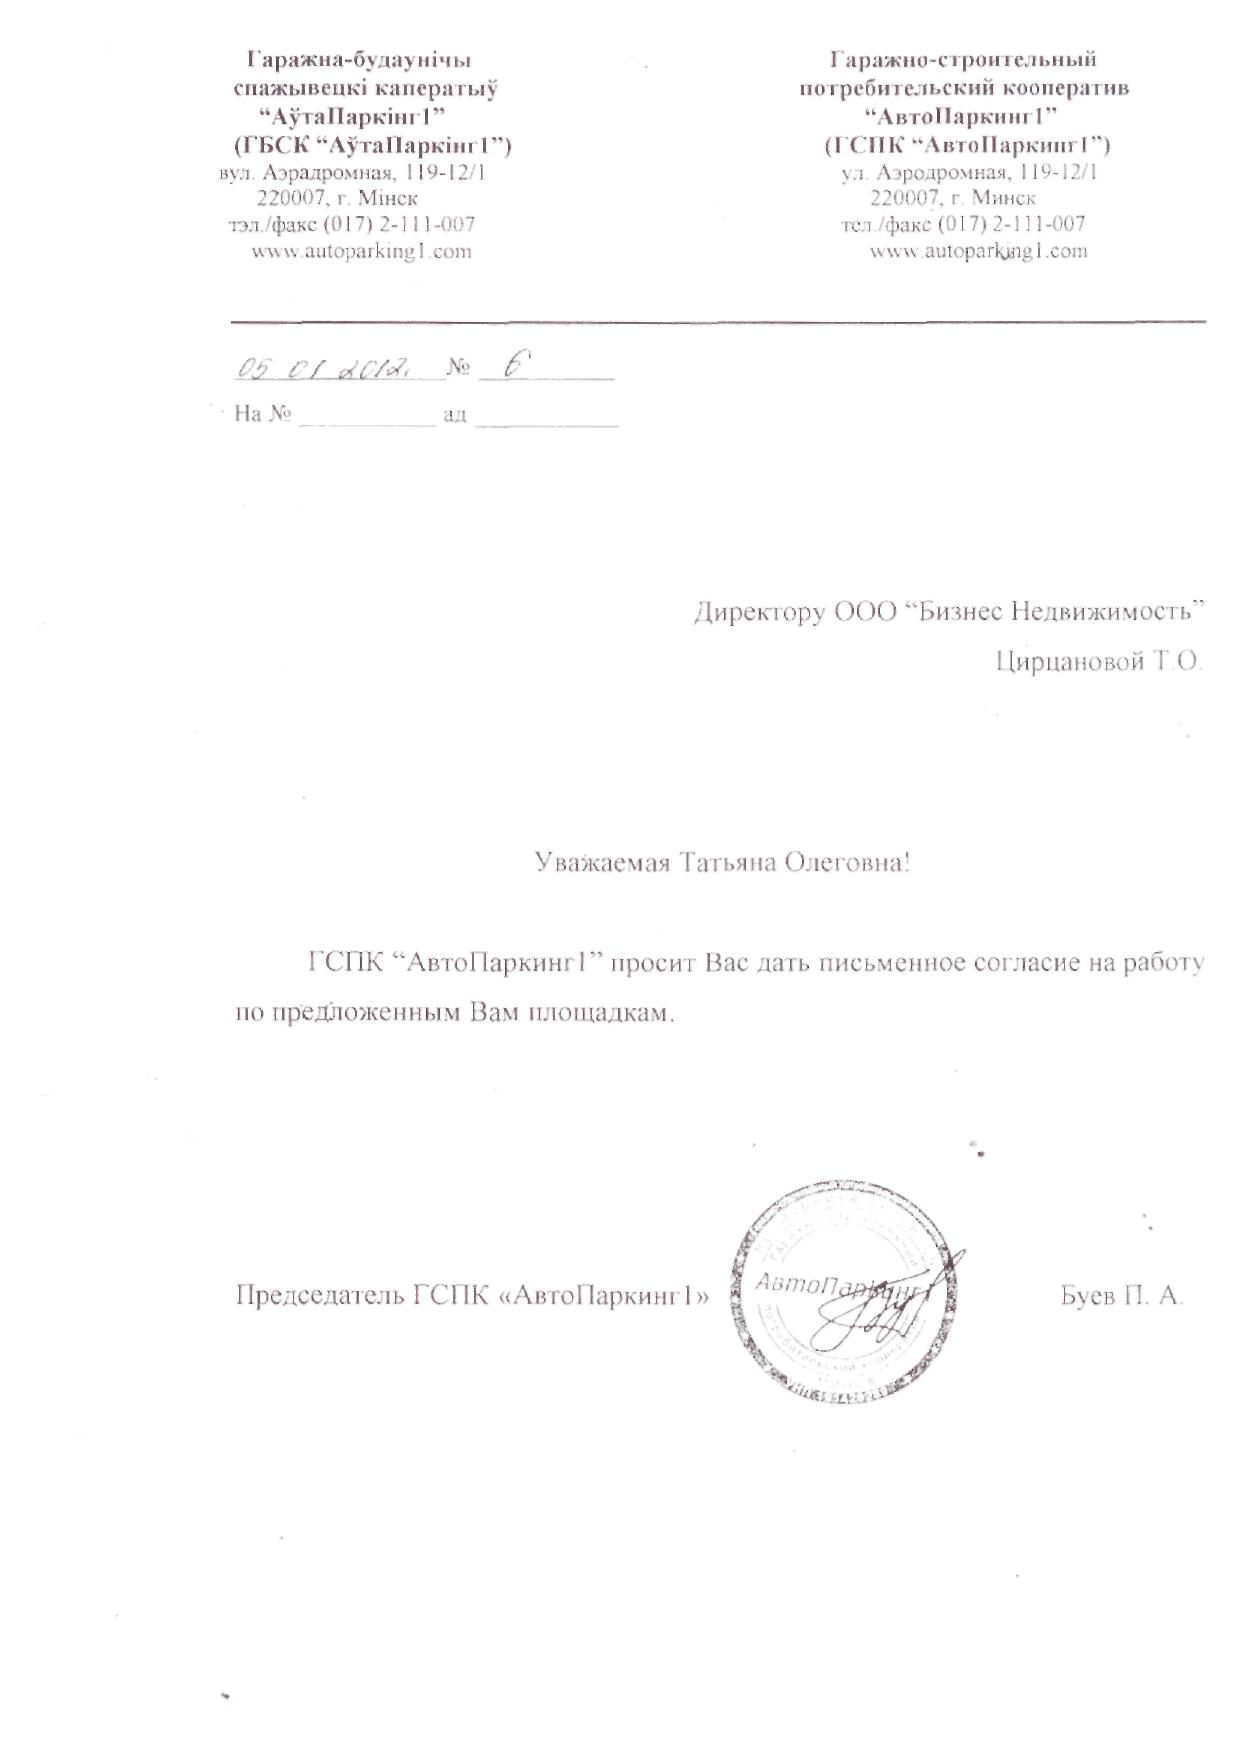 Гаражна-будаунічы
спажывецкі каператыў
“АўтаПаркінг1”
(ГБСК “АўтаПаркінг1”)
вул. Аэрадромная, 119-12/1
220007, г. Мінск
тэл./факс (017) 2-111-007
www.autoparking1.com
Гаражно-строительный
потребительский кооператив
“АвтоПаркинг1”
(ГСПК “АвтоПаркинг1”)
ул. Аэродромная, 119-12/1
220007, г. Минск
тел./факс (017) 2-111-007
www.autoparking1.com
05 01 2012. № 6
На № __________ ад __________
Директору ООО “Бизнес Недвижимость”
Цирцановой Т.О.
Уважаемая Татьяна Олеговна!
ГСПК “АвтоПаркинг1” просит Вас дать письменное согласие на работу
по предложенным Вам площадкам.
Председатель ГСПК «АвтоПаркинг1»
АвтоПаркинг1
потребительский кооператив
Буев П. А.